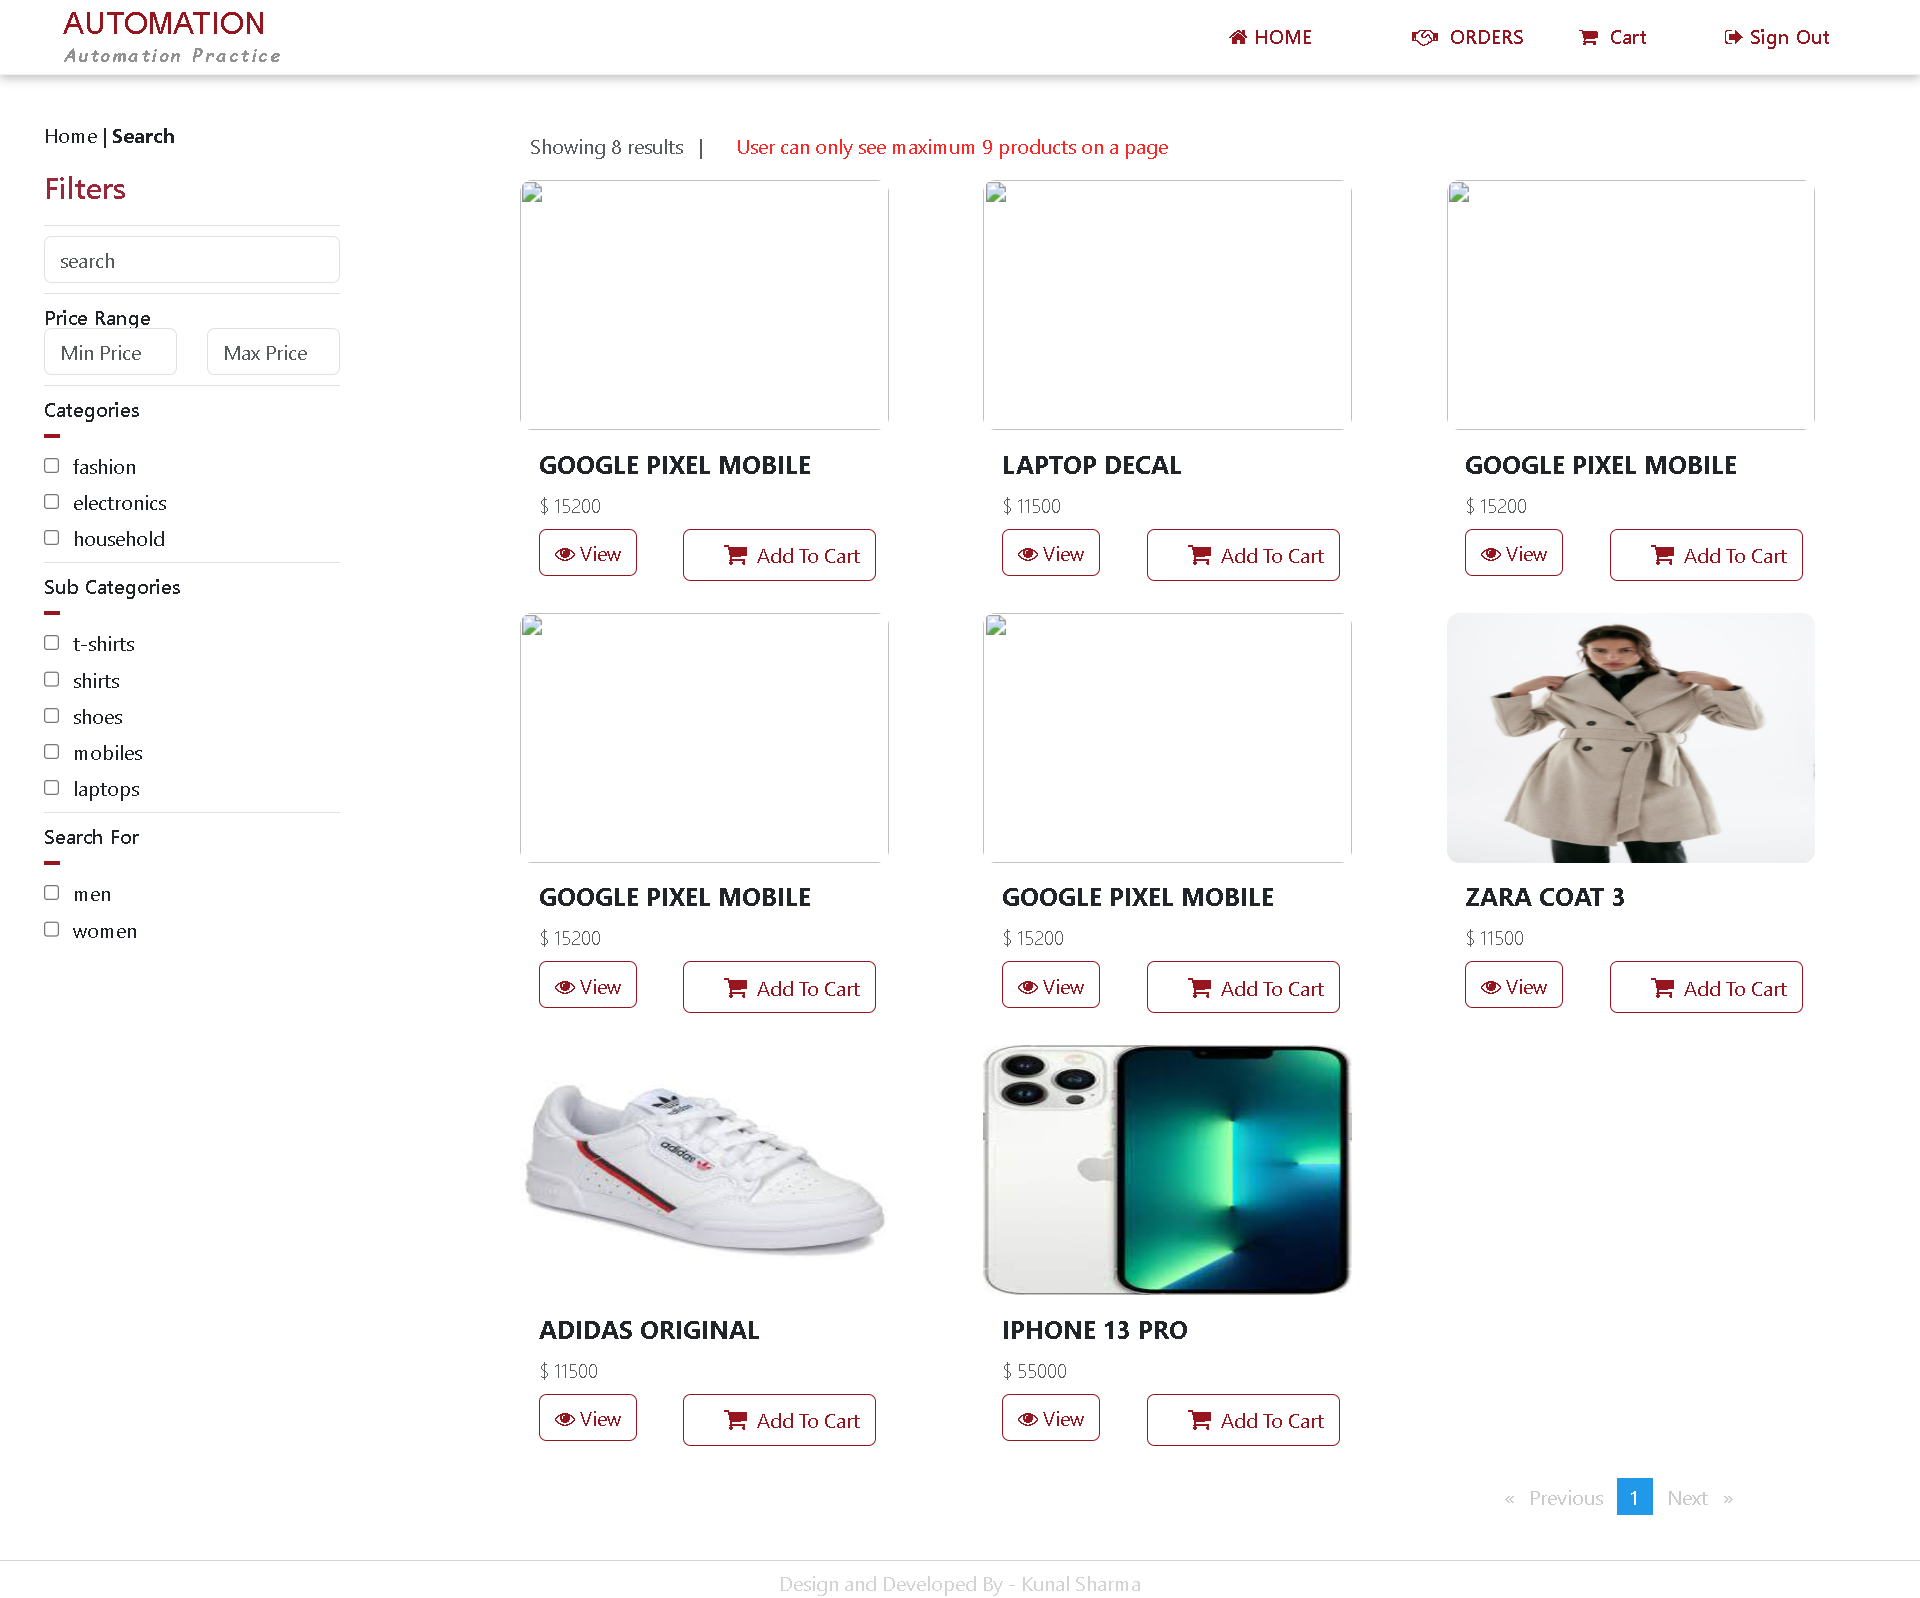 AUTOMATION
Automation Practice
HOME
ORDERS
Cart
Sign Out
Home | Search
Filters
search
Price Range
Min Price
Max Price
Categories
fashion
electronics
household
Sub Categories
t-shirts
shirts
shoes
mobiles
laptops
Search For
men
women
Showing 8 results |
User can only see maximum 9 products on a page
GOOGLE PIXEL MOBILE
$ 15200
View
Add To Cart
LAPTOP DECAL
$ 11500
View
Add To Cart
GOOGLE PIXEL MOBILE
$ 15200
View
Add To Cart
GOOGLE PIXEL MOBILE
$ 15200
View
Add To Cart
GOOGLE PIXEL MOBILE
$ 15200
View
Add To Cart
ZARA COAT 3
$ 11500
View
Add To Cart
adidas
adidas
ADIDAS ORIGINAL
$ 11500
View
Add To Cart
IPHONE 13 PRO
$ 55000
View
Add To Cart
« Previous 1 Next »
Design and Developed By - Kunal Sharma